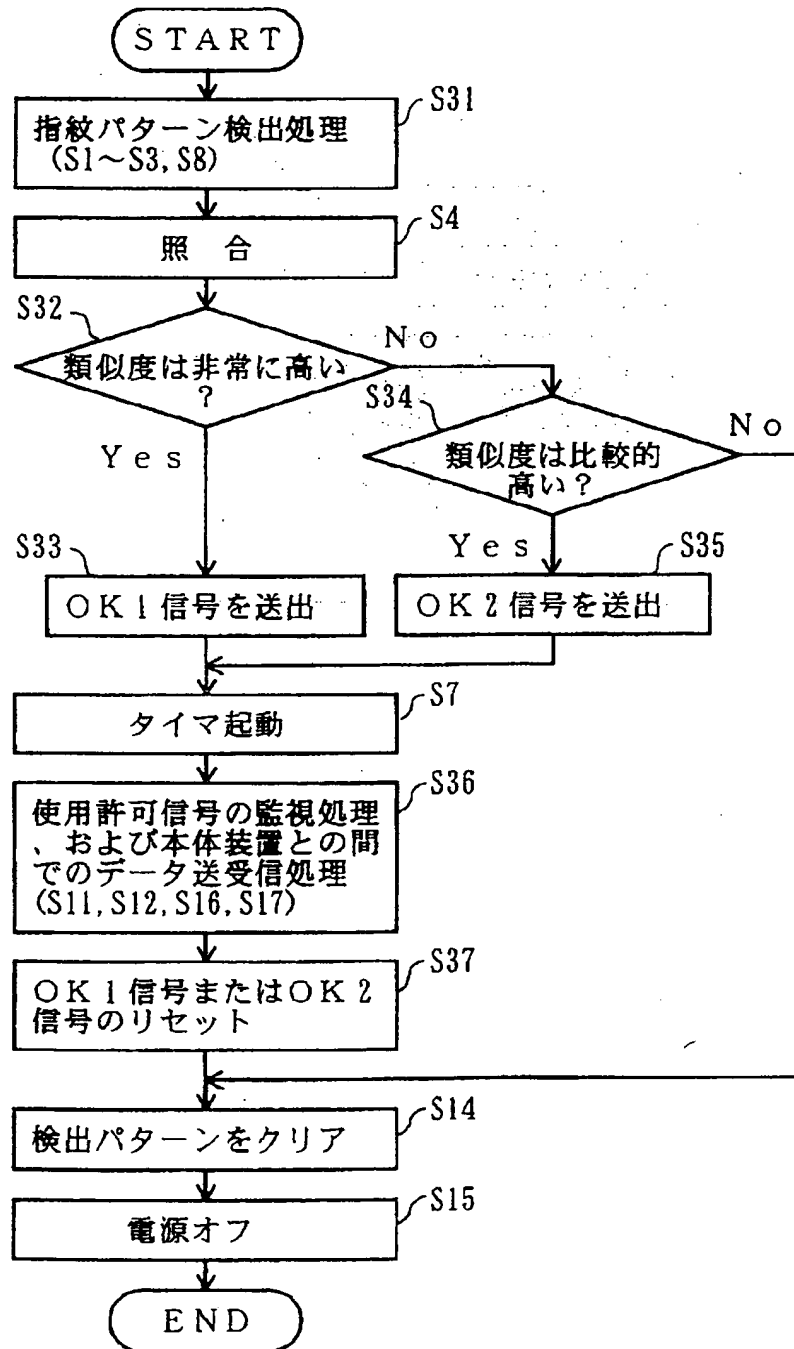 START
S31
指紋パターン検出処理
(S1～S3, S8)
S4
照 合
S32
類似度は非常に高い
?
No
Yes
S34
類似度は比較的
高い?
No
Yes
S33
OK1信号を送出
S35
OK2信号を送出
S7
タイマ起動
S36
使用許可信号の監視処理
、および本体装置との間
でのデータ送受信処理
(S11, S12, S16, S17)
S37
OK1信号またはOK2
信号のリセット
S14
検出パターンをクリア
S15
電源オフ
END